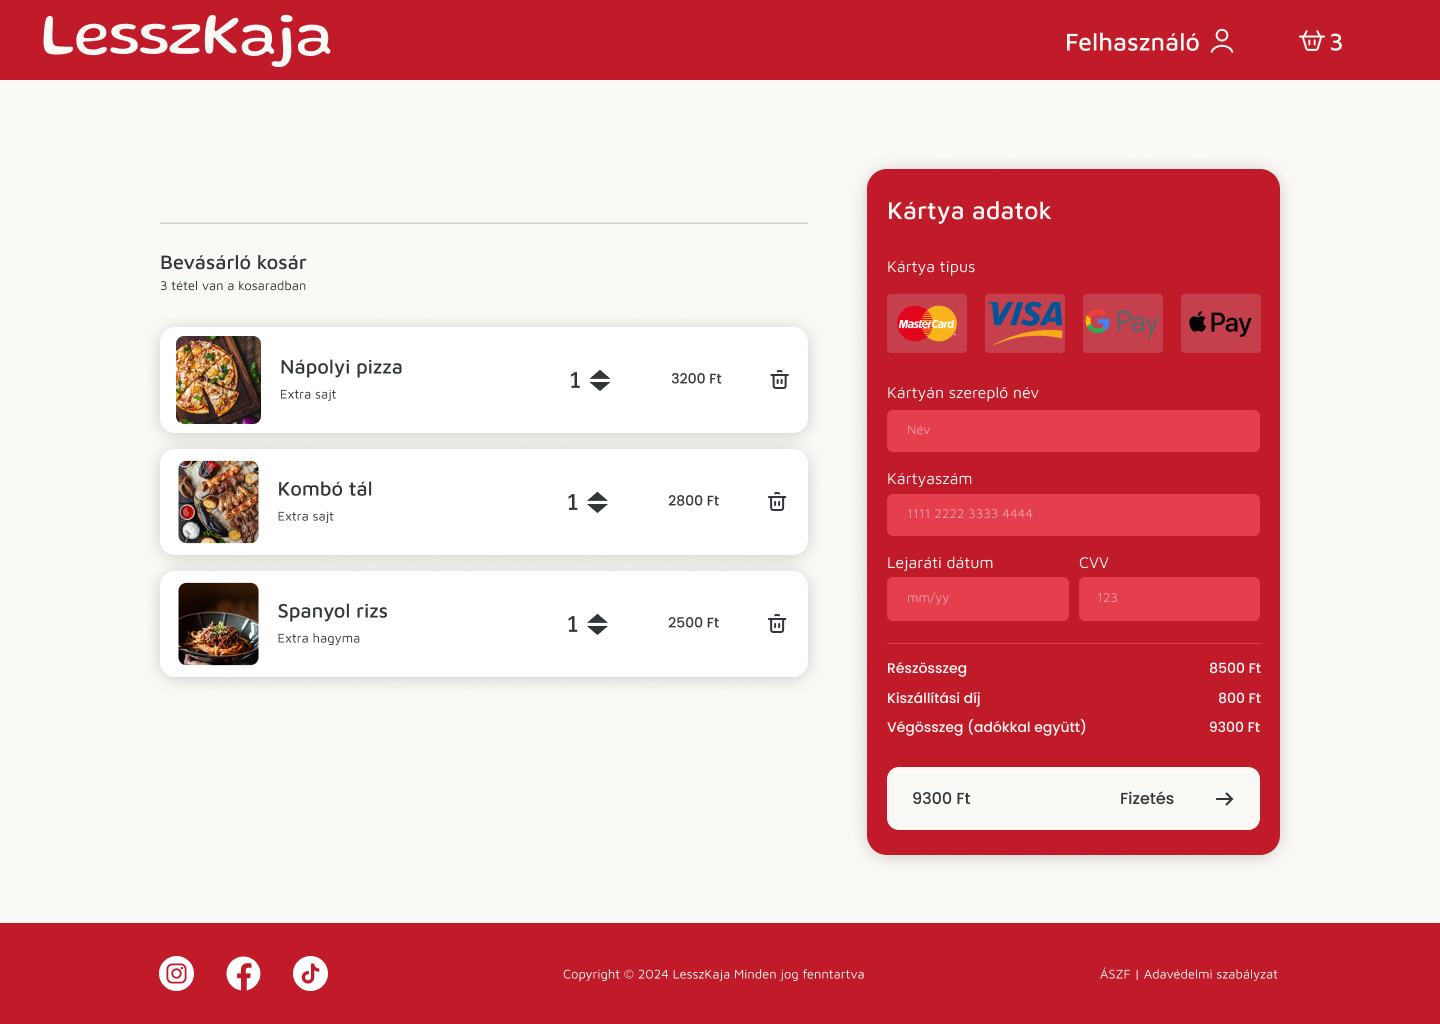 LesszKaja
Felhasználó
3
Bevásárló kosár
3 tétel van a kosaradban
Nápolyi pizza
Extra sajt
1
3200 Ft
Kombó tál
Extra sajt
1
2800 Ft
Spanyol rizs
Extra hagyma
1
2500 Ft
Kártya adatok
Kártya típus
MasterCard
VISA
G Pay
Pay
Kártyán szereplő név
Név
Kártyaszám
1111 2222 3333 4444
Lejaráti dátum
CVV
mm/yy
123
Részösszeg
8500 Ft
Kiszállítási díj
800 Ft
Végösszeg (adókkal együtt)
9300 Ft
9300 Ft
Fizetés
Copyright © 2024 LesszKaja Minden jog fenntartva
ÁSZF | Adavédelmi szabályzat